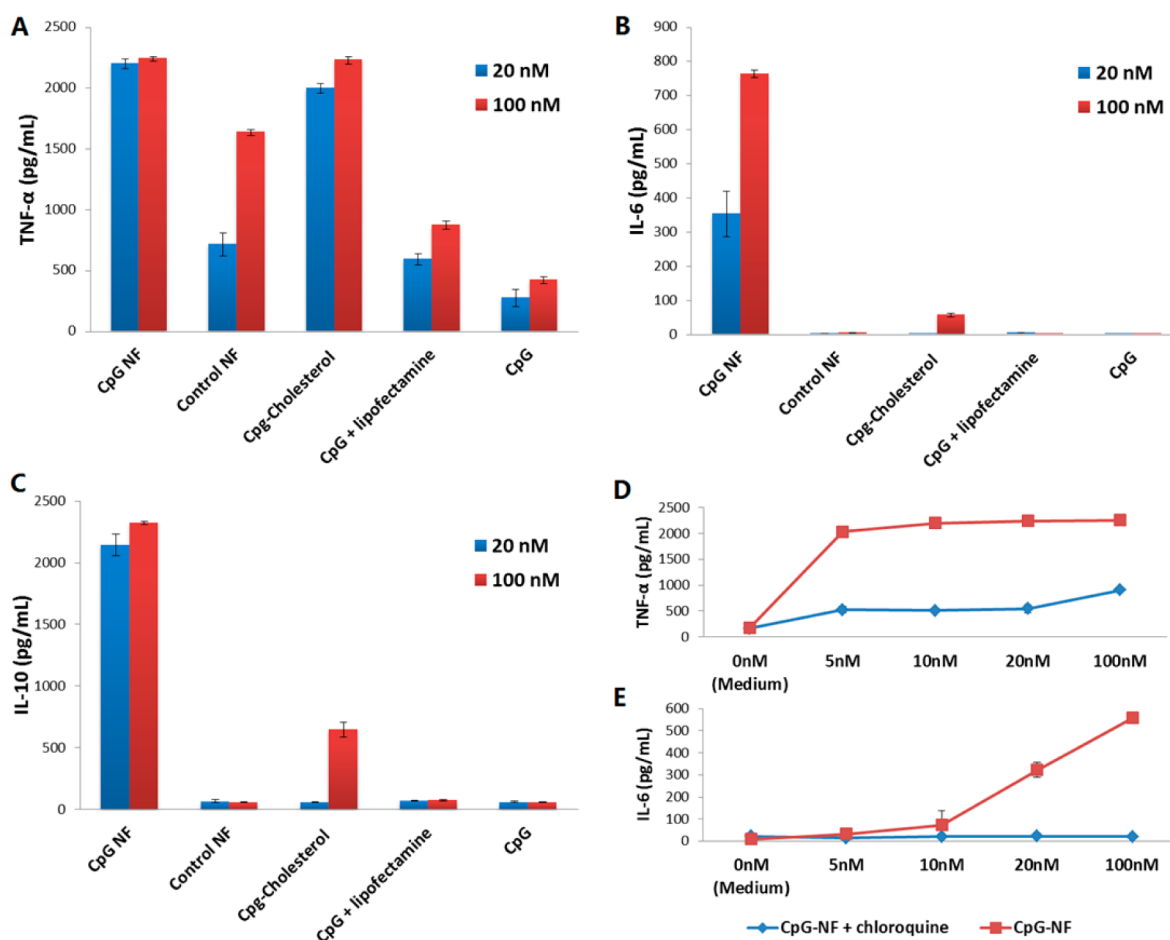 A
TNF-α (pg/mL)
2500
2000
1500
1000
500
0
20 nM
100 nM
CpG NF
Control NF
Cpg-Cholesterol
CpG + lipofectamine
CpG
B
IL-6 (pg/mL)
900
800
700
600
500
400
300
200
100
0
20 nM
100 nM
CpG NF
Control NF
Cpg-Cholesterol
CpG + lipofectamine
CpG
C
IL-10 (pg/mL)
2500
2000
1500
1000
500
0
20 nM
100 nM
CpG NF
Control NF
Cpg-Cholesterol
CpG + lipofectamine
CpG
D
TNF-α (pg/mL)
2500
2000
1500
1000
500
0
0nM 5nM 10nM 20nM 100nM
(Medium)
E
IL-6 (pg/mL)
600
500
400
300
200
100
0
0nM 5nM 10nM 20nM 100nM
(Medium)
CpG-NF + chloroquine CpG-NF